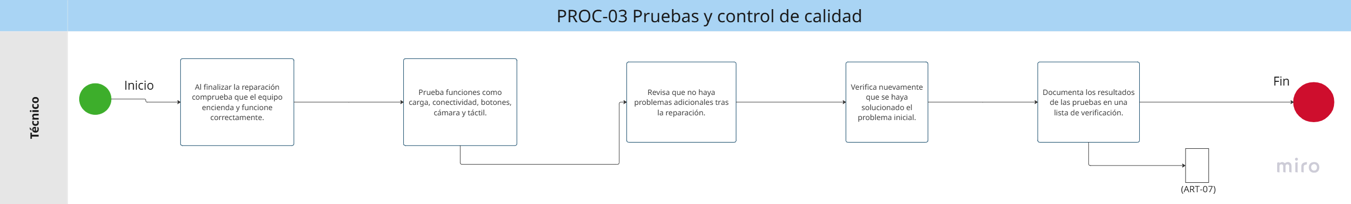 PROC-03 Pruebas y control de calidad
Técnico
Inicio
Al finalizar la reparación
comprueba que el equipo
encienda y funcione
correctamente.
Prueba funciones como
carga, conectividad, botones,
cámara y táctil.
Revisa que no haya
problemas adicionales tras
la reparación.
Verifica nuevamente
que se haya
solucionado el
problema inicial.
Documenta los resultados
de las pruebas en una
lista de verificación.
Fin
(ART-07)
miro